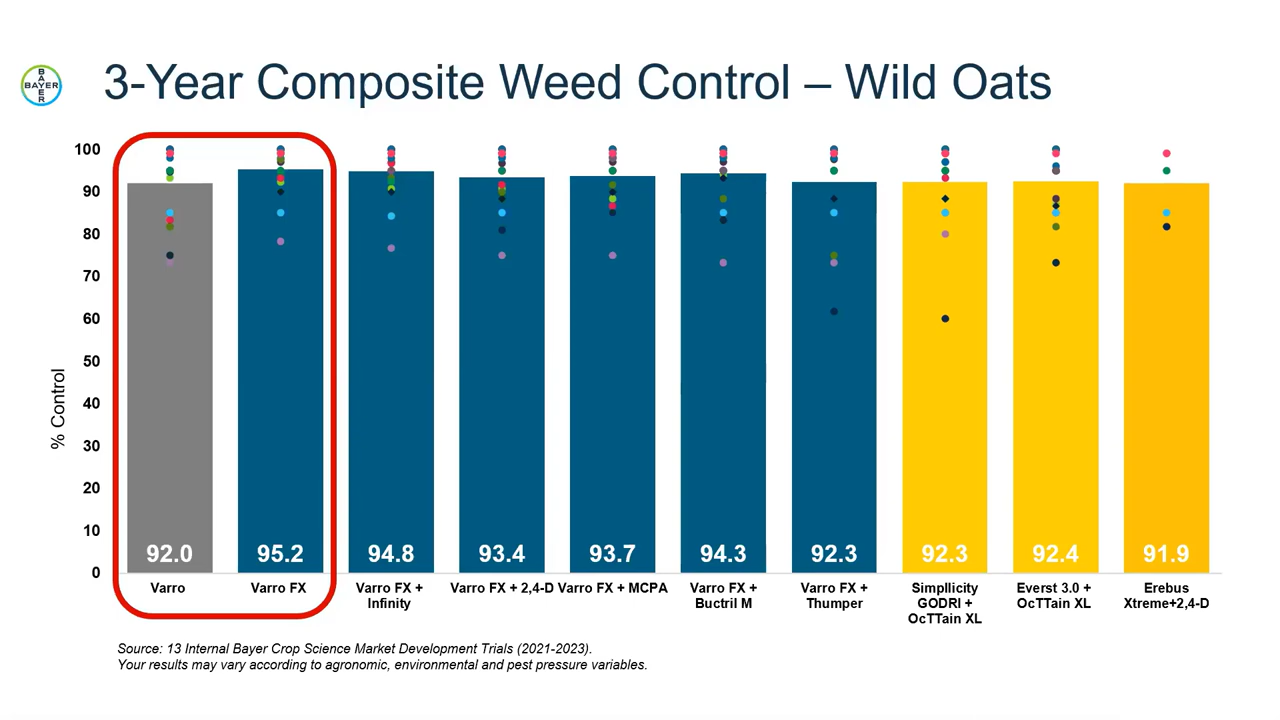 BAYER
BAYER
3-Year Composite Weed Control – Wild Oats
% Control
100
90
80
70
60
50
40
30
20
10
0
92.0
95.2
94.8
93.4
93.7
94.3
92.3
92.3
92.4
91.9
Varro
Varro FX
Varro FX +
Infinity
Varro FX + 2,4-D
Varro FX + MCPA
Varro FX +
Buctril M
Varro FX +
Thumper
Simpllicity
GODRI +
OcTTain XL
Everst 3.0 +
OcTTain XL
Erebus
Xtreme+2,4-D
Source: 13 Internal Bayer Crop Science Market Development Trials (2021-2023).
Your results may vary according to agronomic, environmental and pest pressure variables.